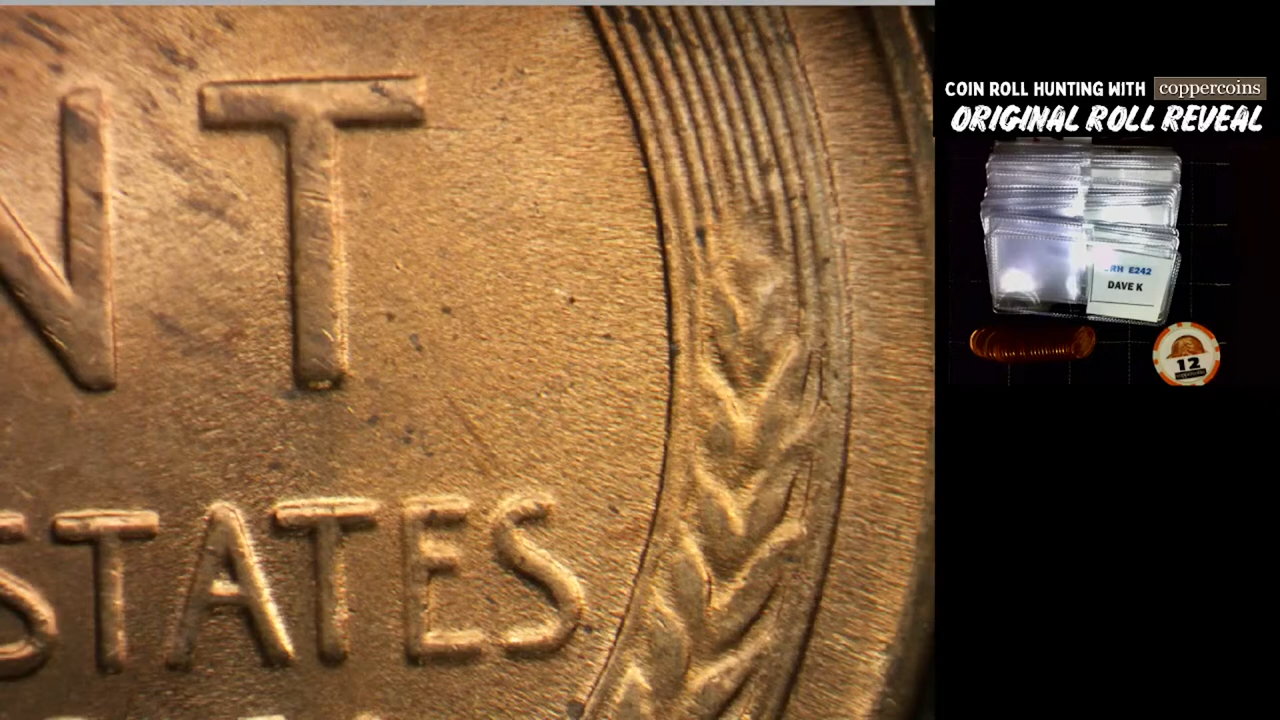 NT
STATES
COIN ROLL HUNTING WITH coppercoins
ORIGINAL ROLL REVEAL
RH E242
DAVE K
12